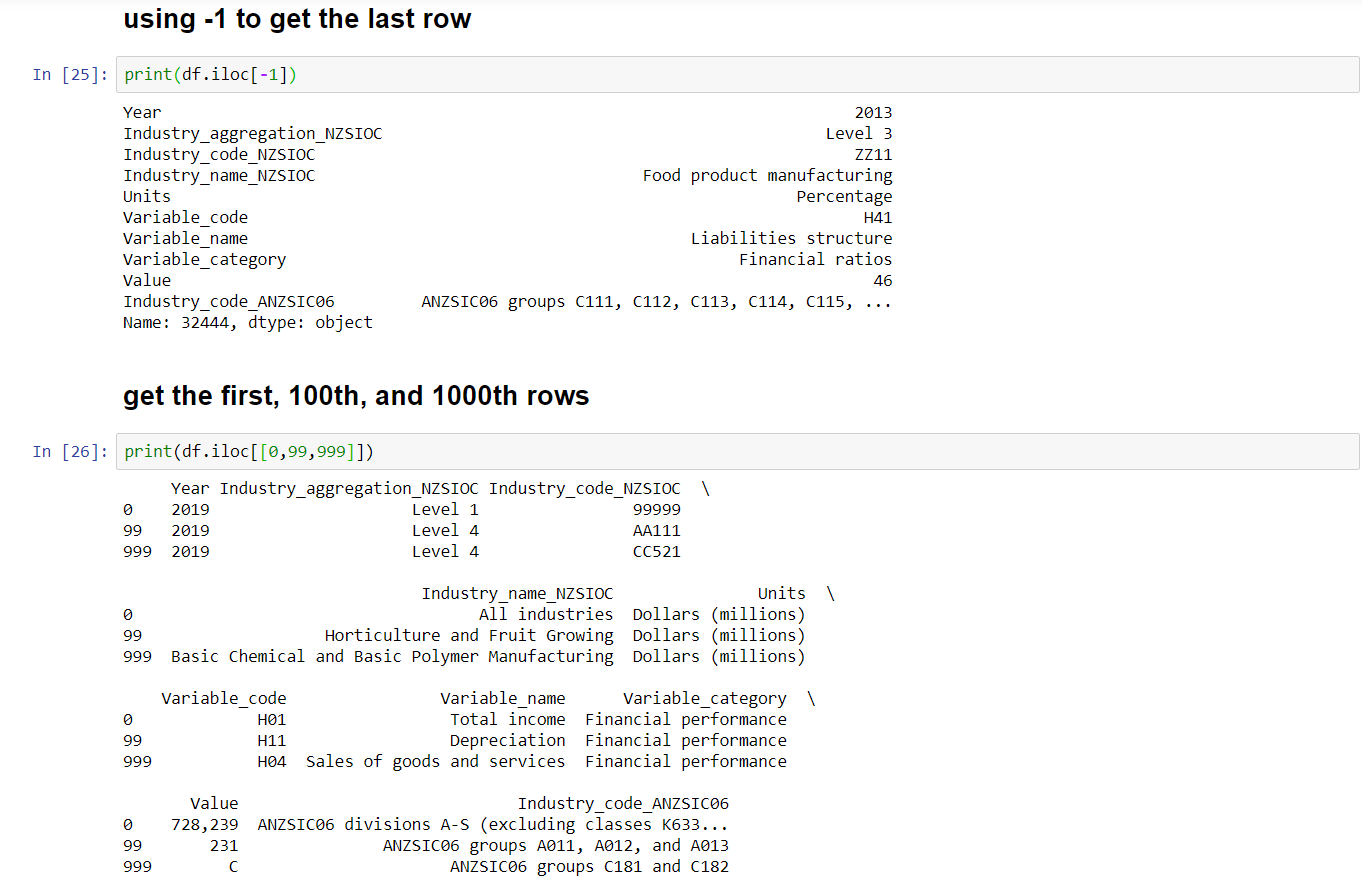 using -1 to get the last row
In [25]: print(df.iloc[-1])
Year 2013
Industry_aggregation_NZSIOC Level 3
Industry_code_NZSIOC ZZ11
Industry_name_NZSIOC Food product manufacturing
Units Percentage
Variable_code H41
Variable_name Liabilities structure
Variable_category Financial ratios
Value 46
Industry_code_ANZSIC06 ANZSIC06 groups C111, C112, C113, C114, C115, ...
Name: 32444, dtype: object
get the first, 100th, and 1000th rows
In [26]: print(df.iloc[[0,99,999]])
Year Industry_aggregation_NZSIOC Industry_code_NZSIOC \
0 2019 Level 1 99999
99 2019 Level 4 AA111
999 2019 Level 4 CC521
Industry_name_NZSIOC Units \
0 All industries Dollars (millions)
99 Horticulture and Fruit Growing Dollars (millions)
999 Basic Chemical and Basic Polymer Manufacturing Dollars (millions)
Variable_code Variable_name Variable_category \
0 H01 Total income Financial performance
99 H11 Depreciation Financial performance
999 H04 Sales of goods and services Financial performance
Value Industry_code_ANZSIC06
0 728,239 ANZSIC06 divisions A-S (excluding classes K633...
99 231 ANZSIC06 groups A011, A012, and A013
999 C ANZSIC06 groups C181 and C182